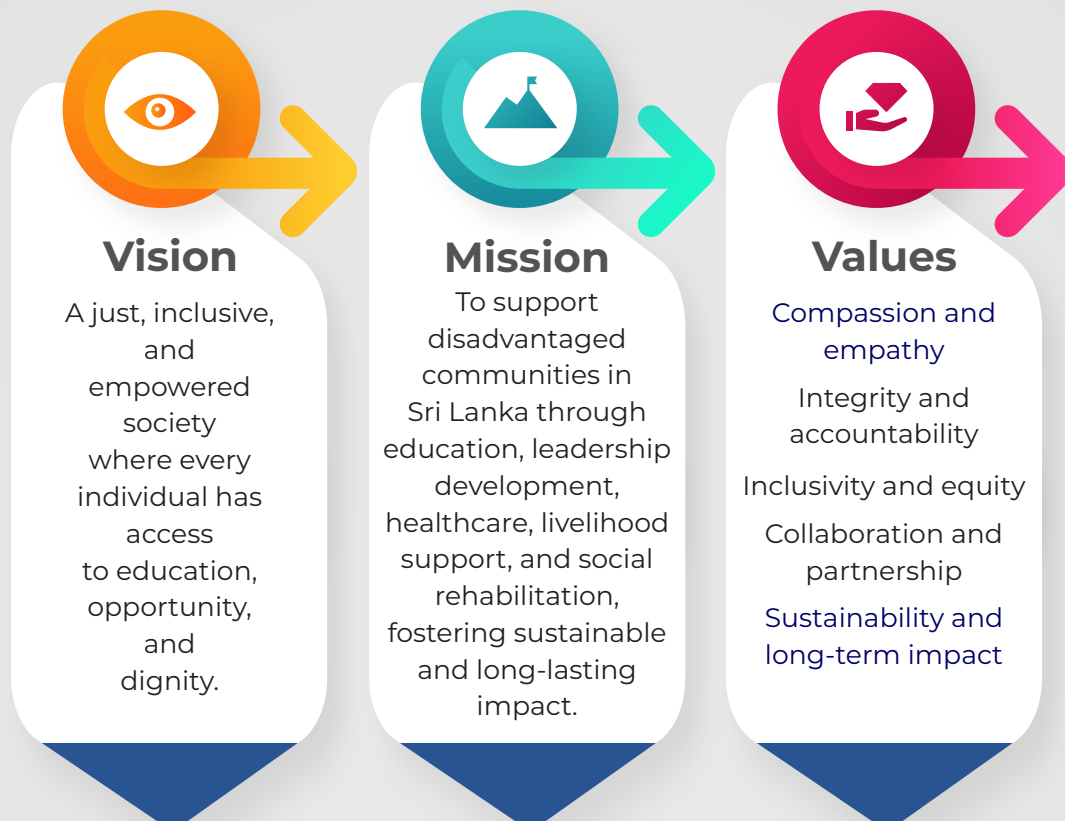 Vision
A just, inclusive,
and
empowered
society
where every
individual has
access
to education,
opportunity,
and
dignity.
Mission
To support
disadvantaged
communities in
Sri Lanka through
education, leadership
development,
healthcare, livelihood
support, and social
rehabilitation,
fostering sustainable
and long-lasting
impact.
Values
Compassion and
empathy
Integrity and
accountability
Inclusivity and equity
Collaboration and
partnership
Sustainability and
long-term impact